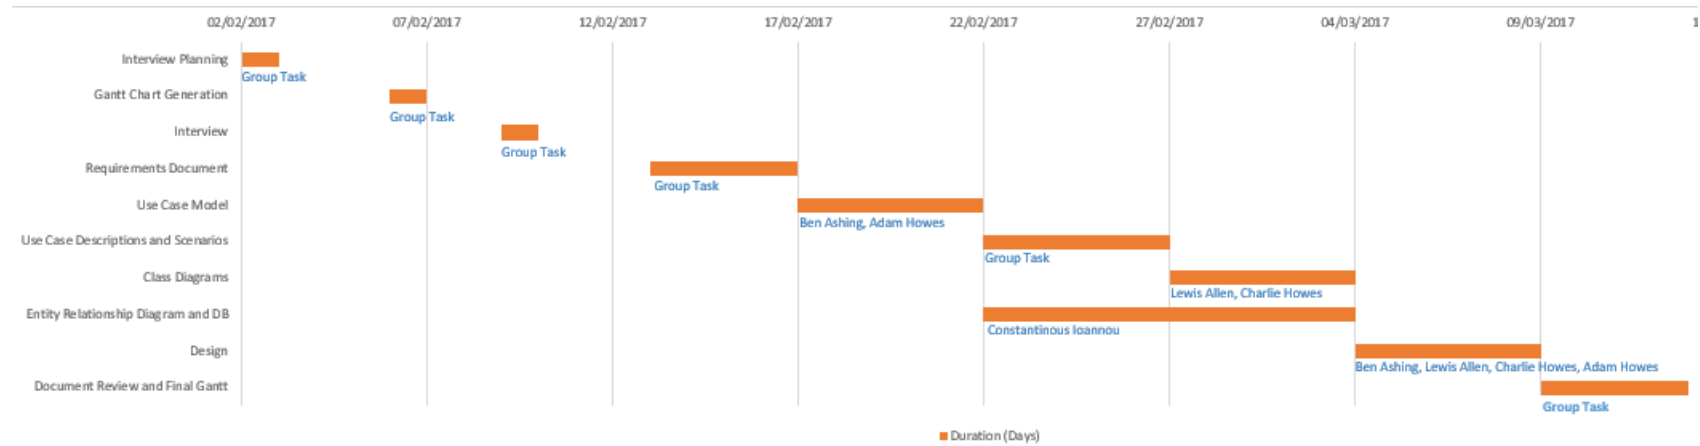 02/02/2017 07/02/2017 12/02/2017 17/02/2017 22/02/2017 27/02/2017 04/03/2017 09/03/2017
Interview Planning
Group Task
Gantt Chart Generation
Group Task
Interview
Group Task
Requirements Document
Group Task
Use Case Model
Ben Ashing, Adam Howes
Use Case Descriptions and Scenarios
Group Task
Class Diagrams
Lewis Allen, Charlie Howes
Entity Relationship Diagram and DB
Constantinous Ioannou
Design
Ben Ashing, Lewis Allen, Charlie Howes, Adam Howes
Document Review and Final Gantt
Group Task
Duration (Days)